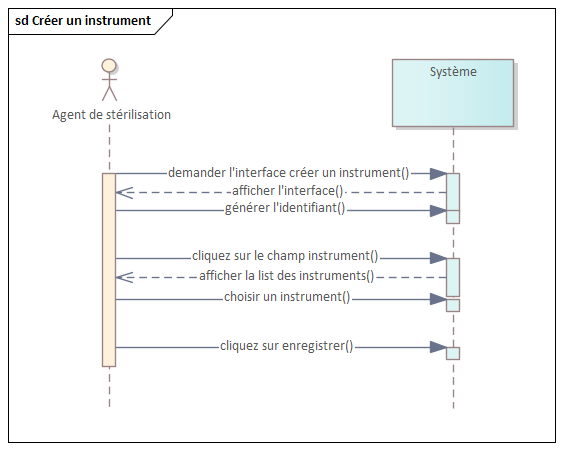 sd Créer un instrument
Système
Agent de stérilisation
demander l'interface créer un instrument()
afficher l'interface()
générer l'identifiant()
cliquez sur le champ instrument()
afficher la list des instruments()
choisir un instrument()
cliquez sur enregistrer()